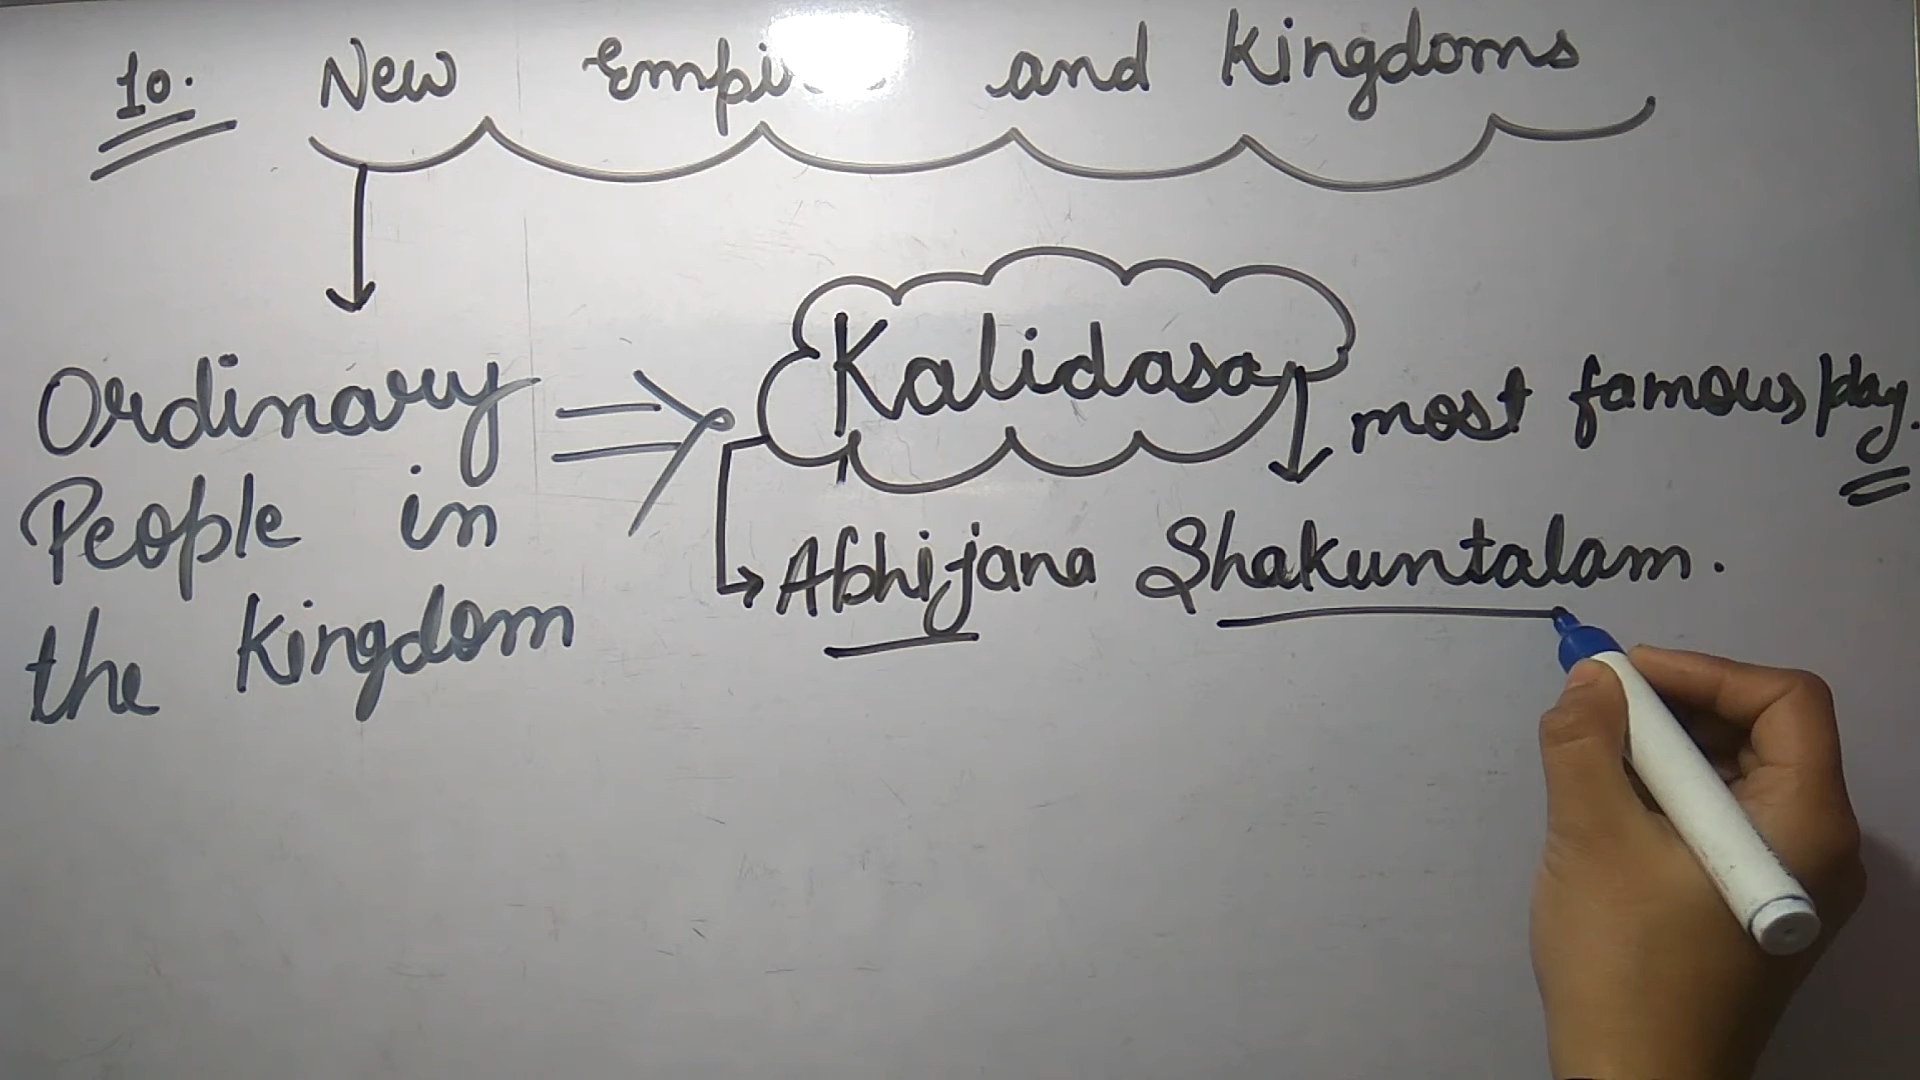 10. New and Kingdoms
Ordinary
People in
the Kingdom
Kalidasa
most famous play.
Abhijana Shakuntalam.